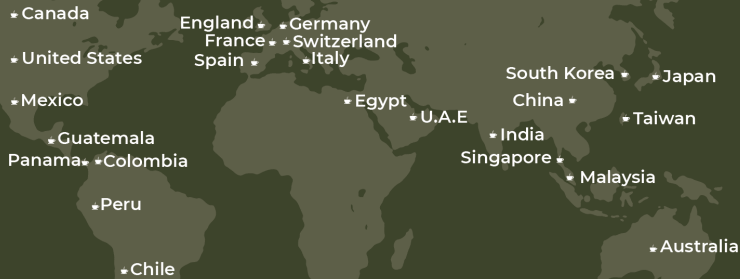 Canada
England
Germany
France
Switzerland
United States
Spain
Italy
South Korea
Japan
Mexico
Egypt
China
U.A.E
Taiwan
Guatemala
India
Panama
Colombia
Singapore
Malaysia
Peru
Australia
Chile